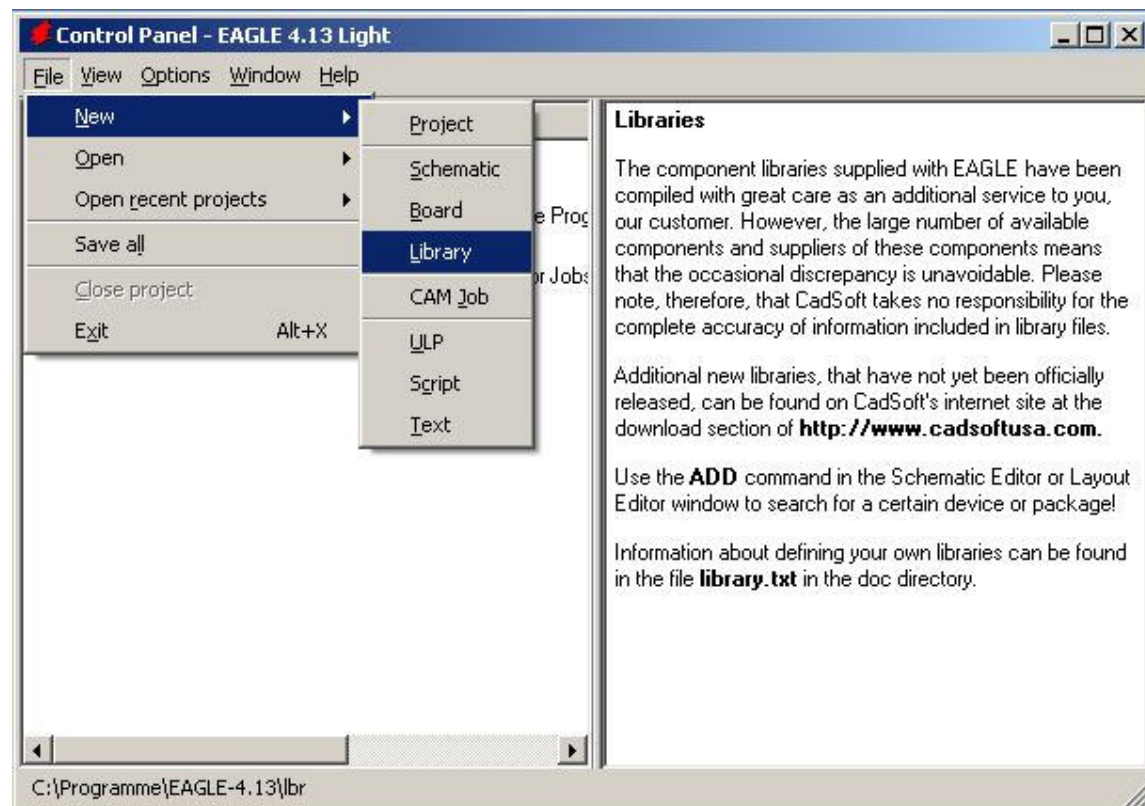 Control Panel - EAGLE 4.13 Light
File View Options Window Help
New
Open
Open recent projects
Save all
Close project
Exit Alt+X
Project
Schematic
Board
Library
CAM Job
ULP
Script
Text
e Prog
or Jobs
Libraries
The component libraries supplied with EAGLE have been
compiled with great care as an additional service to you,
our customer. However, the large number of available
components and suppliers of these components means
that the occasional discrepancy is unavoidable. Please
note, therefore, that CadSoft takes no responsibility for the
complete accuracy of information included in library files.
Additional new libraries, that have not yet been officially
released, can be found on CadSoft's internet site at the
download section of http://www.cadsoftusa.com.
Use the ADD command in the Schematic Editor or Layout
Editor window to search for a certain device or package!
Information about defining your own libraries can be found
in the file library.txt in the doc directory.
C:\Programme\EAGLE-4.13\lbr